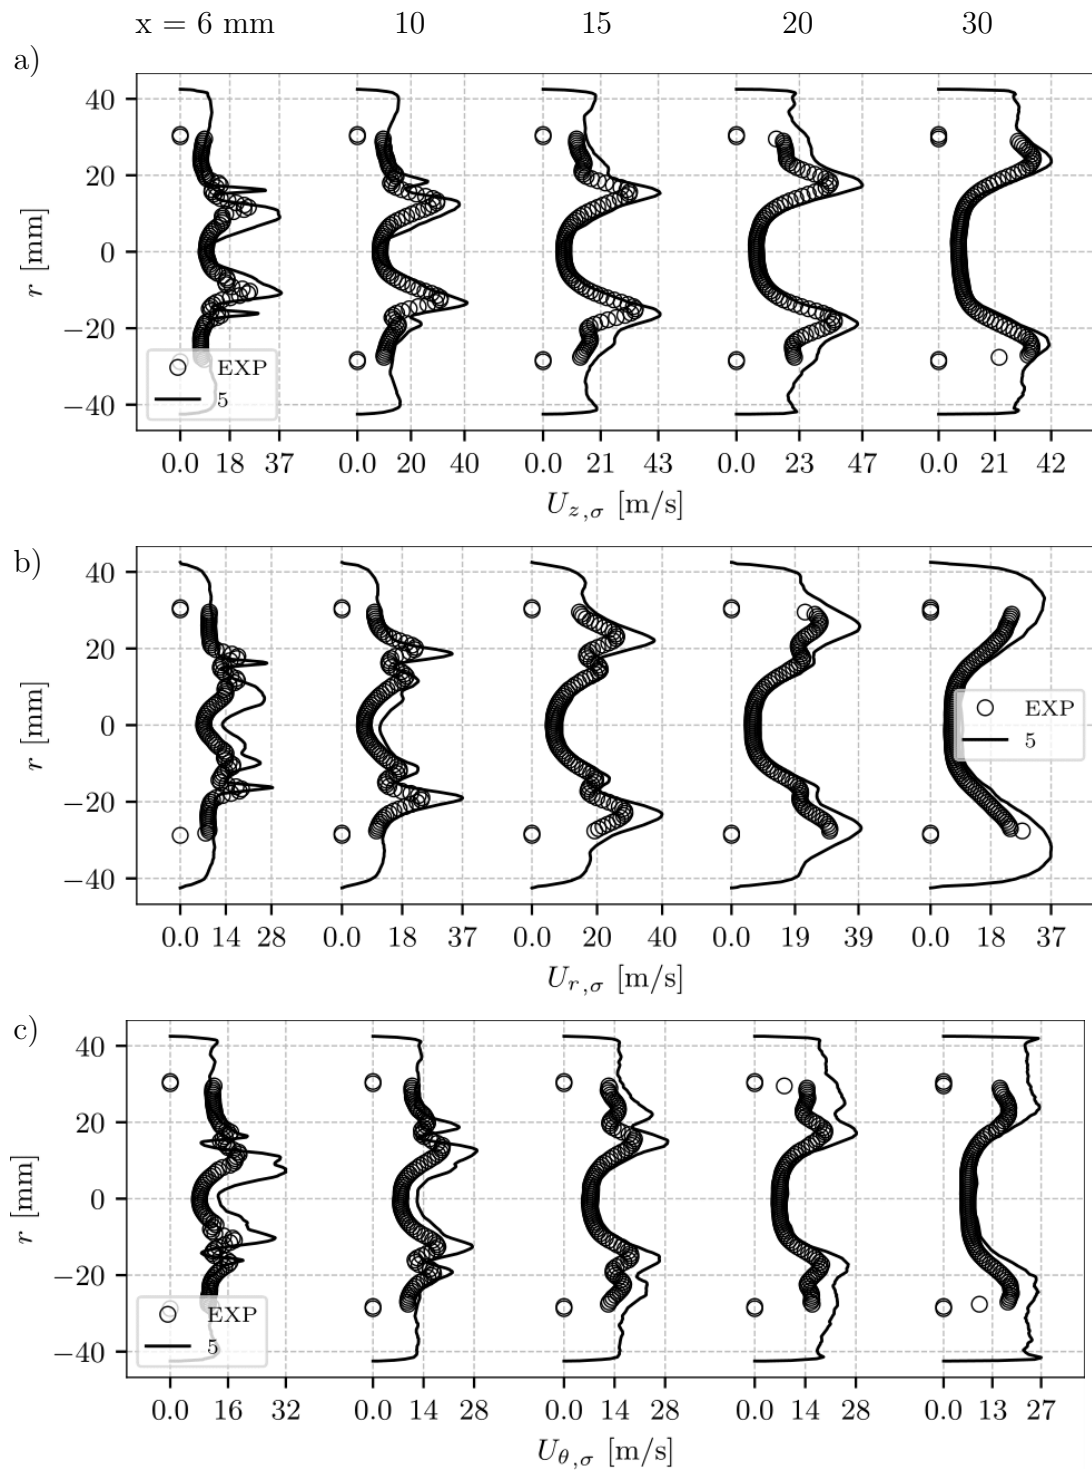 x = 6 mm 10 15 20 30
a)
40
20
0
−20
−40
r [mm]
EXP
5
0.0 18 37 0.0 20 40 0.0 21 43 0.0 23 47 0.0 21 42
U_{z,σ} [m/s]
b)
40
20
0
−20
−40
r [mm]
EXP
5
0.0 14 28 0.0 18 37 0.0 20 40 0.0 19 39 0.0 18 37
U_{r,σ} [m/s]
c)
40
20
0
−20
−40
r [mm]
EXP
5
0.0 16 32 0.0 14 28 0.0 14 28 0.0 14 28 0.0 13 27
U_{θ,σ} [m/s]